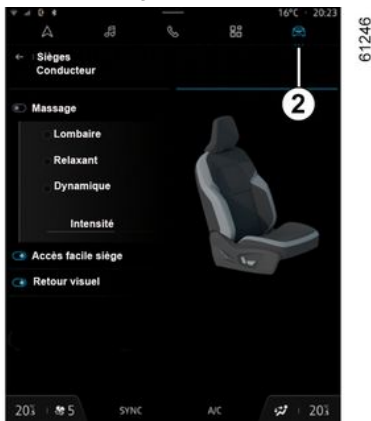 16°C 20:23
← Sièges
Conducteur
2
Massage
Lombaire
Relaxant
Dynamique
Intensité
Accès facile siège
Retour visuel
20 5 SYNC A/C 20
61246